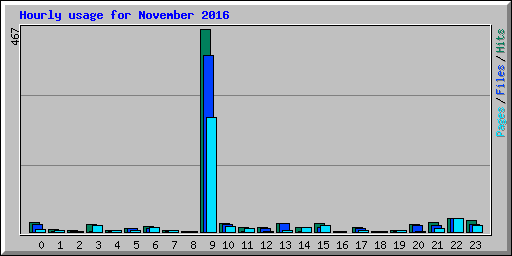 Hourly usage for November 2016
467
Pages/Files/Hits
0 1 2 3 4 5 6 7 8 9 10 11 12 13 14 15 16 17 18 19 20 21 22 23